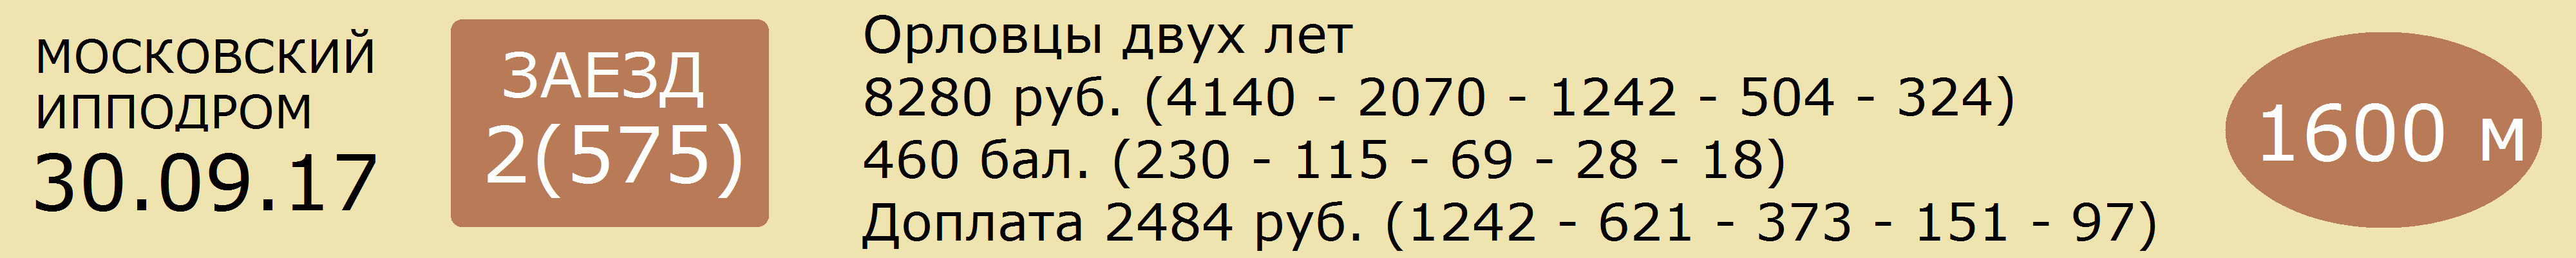 МОСКОВСКИЙ
ИППОДРОМ
30.09.17
ЗАЕЗД
2(575)
Орловцы двух лет
8280 руб. (4140 - 2070 - 1242 - 504 - 324)
460 бал. (230 - 115 - 69 - 28 - 18)
Доплата 2484 руб. (1242 - 621 - 373 - 151 - 97)
1600 м